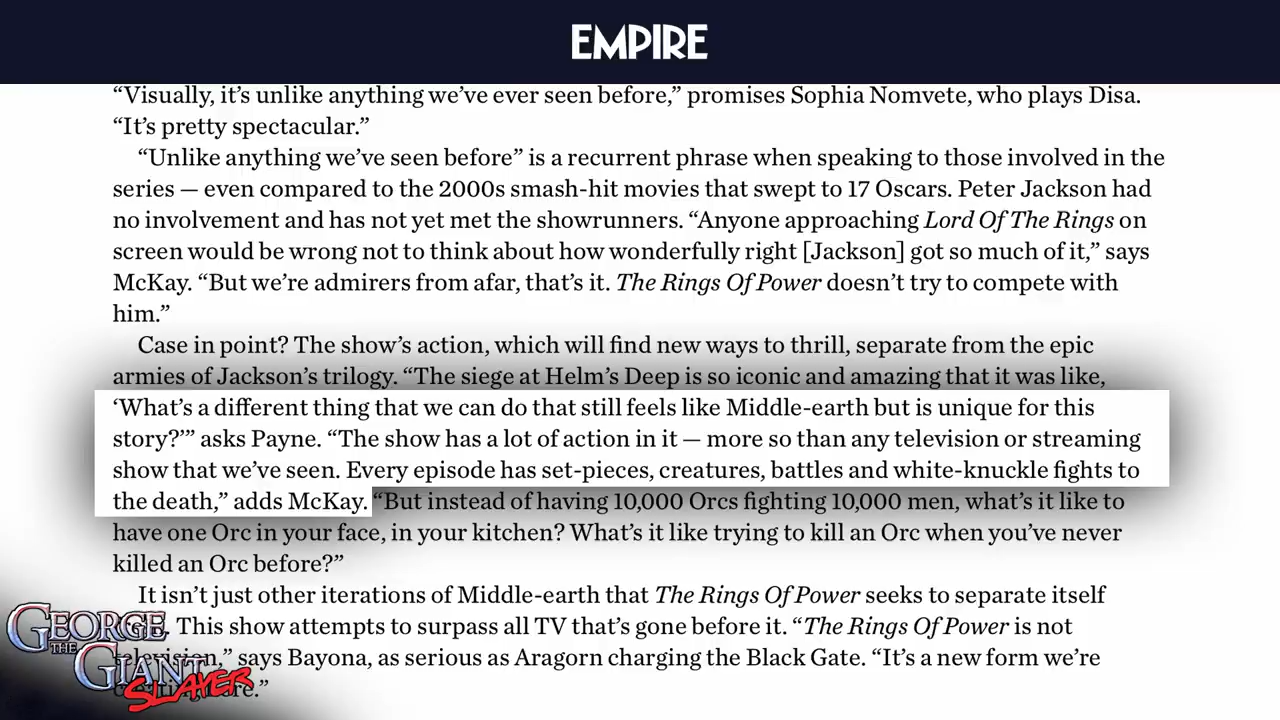 EMPIRE
“Visually, it’s unlike anything we’ve ever seen before,” promises Sophia Nomvete, who plays Disa.
“It’s pretty spectacular.”
“Unlike anything we’ve seen before” is a recurrent phrase when speaking to those involved in the
series — even compared to the 2000s smash-hit movies that swept to 17 Oscars. Peter Jackson had
no involvement and has not yet met the showrunners. “Anyone approaching Lord Of The Rings on
screen would be wrong not to think about how wonderfully right [Jackson] got so much of it,” says
McKay. “But we’re admirers from afar, that’s it. The Rings Of Power doesn’t try to compete with
him.”
Case in point? The show’s action, which will find new ways to thrill, separate from the epic
armies of Jackson’s trilogy. “The siege at Helm’s Deep is so iconic and amazing that it was like,
‘What’s a different thing that we can do that still feels like Middle-earth but is unique for this
story?’” asks Payne. “The show has a lot of action in it — more so than any television or streaming
show that we’ve seen. Every episode has set-pieces, creatures, battles and white-knuckle fights to
the death,” adds McKay. “But instead of having 10,000 Orcs fighting 10,000 men, what’s it like to
have one Orc in your face, in your kitchen? What’s it like trying to kill an Orc when you’ve never
killed an Orc before?”
It isn’t just other iterations of Middle-earth that The Rings Of Power seeks to separate itself
This show attempts to surpass all TV that’s gone before it. “The Rings Of Power is not
television,” says Bayona, as serious as Aragorn charging the Black Gate. “It’s a new form we’re
GEORGE
THE
GIANT
SLAYER